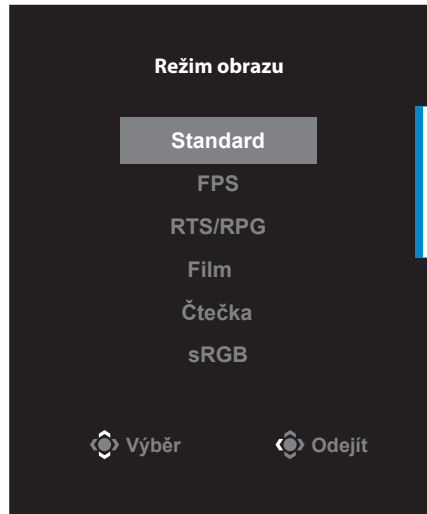 Režim obrazu
Standard
FPS
RTS/RPG
Film
Čtečka
sRGB
Výběr Odejít